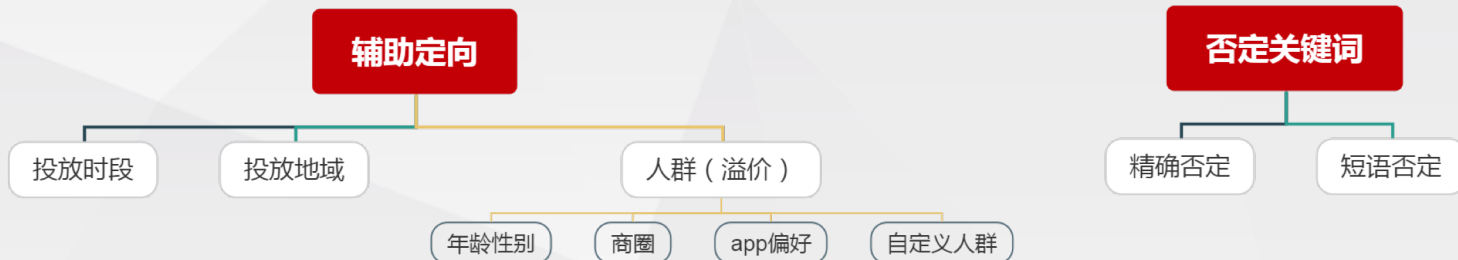 辅助定向
否定关键词
投放时段
投放地域
人群（溢价）
精确否定
短语否定
年龄性别
商圈
app偏好
自定义人群